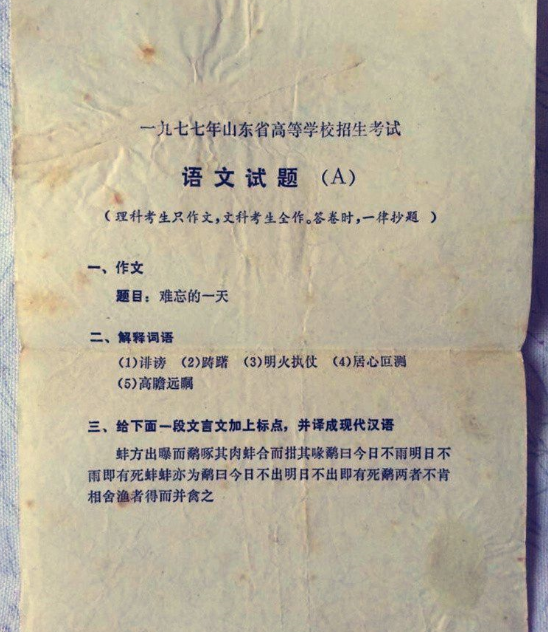 一九七七年山东省高等学校招生考试
语文试题 (A)
（理科考生只作文，文科考生全作。答卷时，一律抄题 ）
一、作文
题目：难忘的一天
二、解释词语
(1)诽谤 (2)踌躇 (3)明火执仗 (4)居心叵测
(5)高瞻远瞩
三、给下面一段文言文加上标点，并译成现代汉语
蚌方出曝而鹬啄其肉蚌合而拑其喙鹬曰今日不雨明日不
雨即有死蚌蚌亦为鹬曰今日不出明日不出即有死鹬两者不肯
相舍渔者得而并禽之